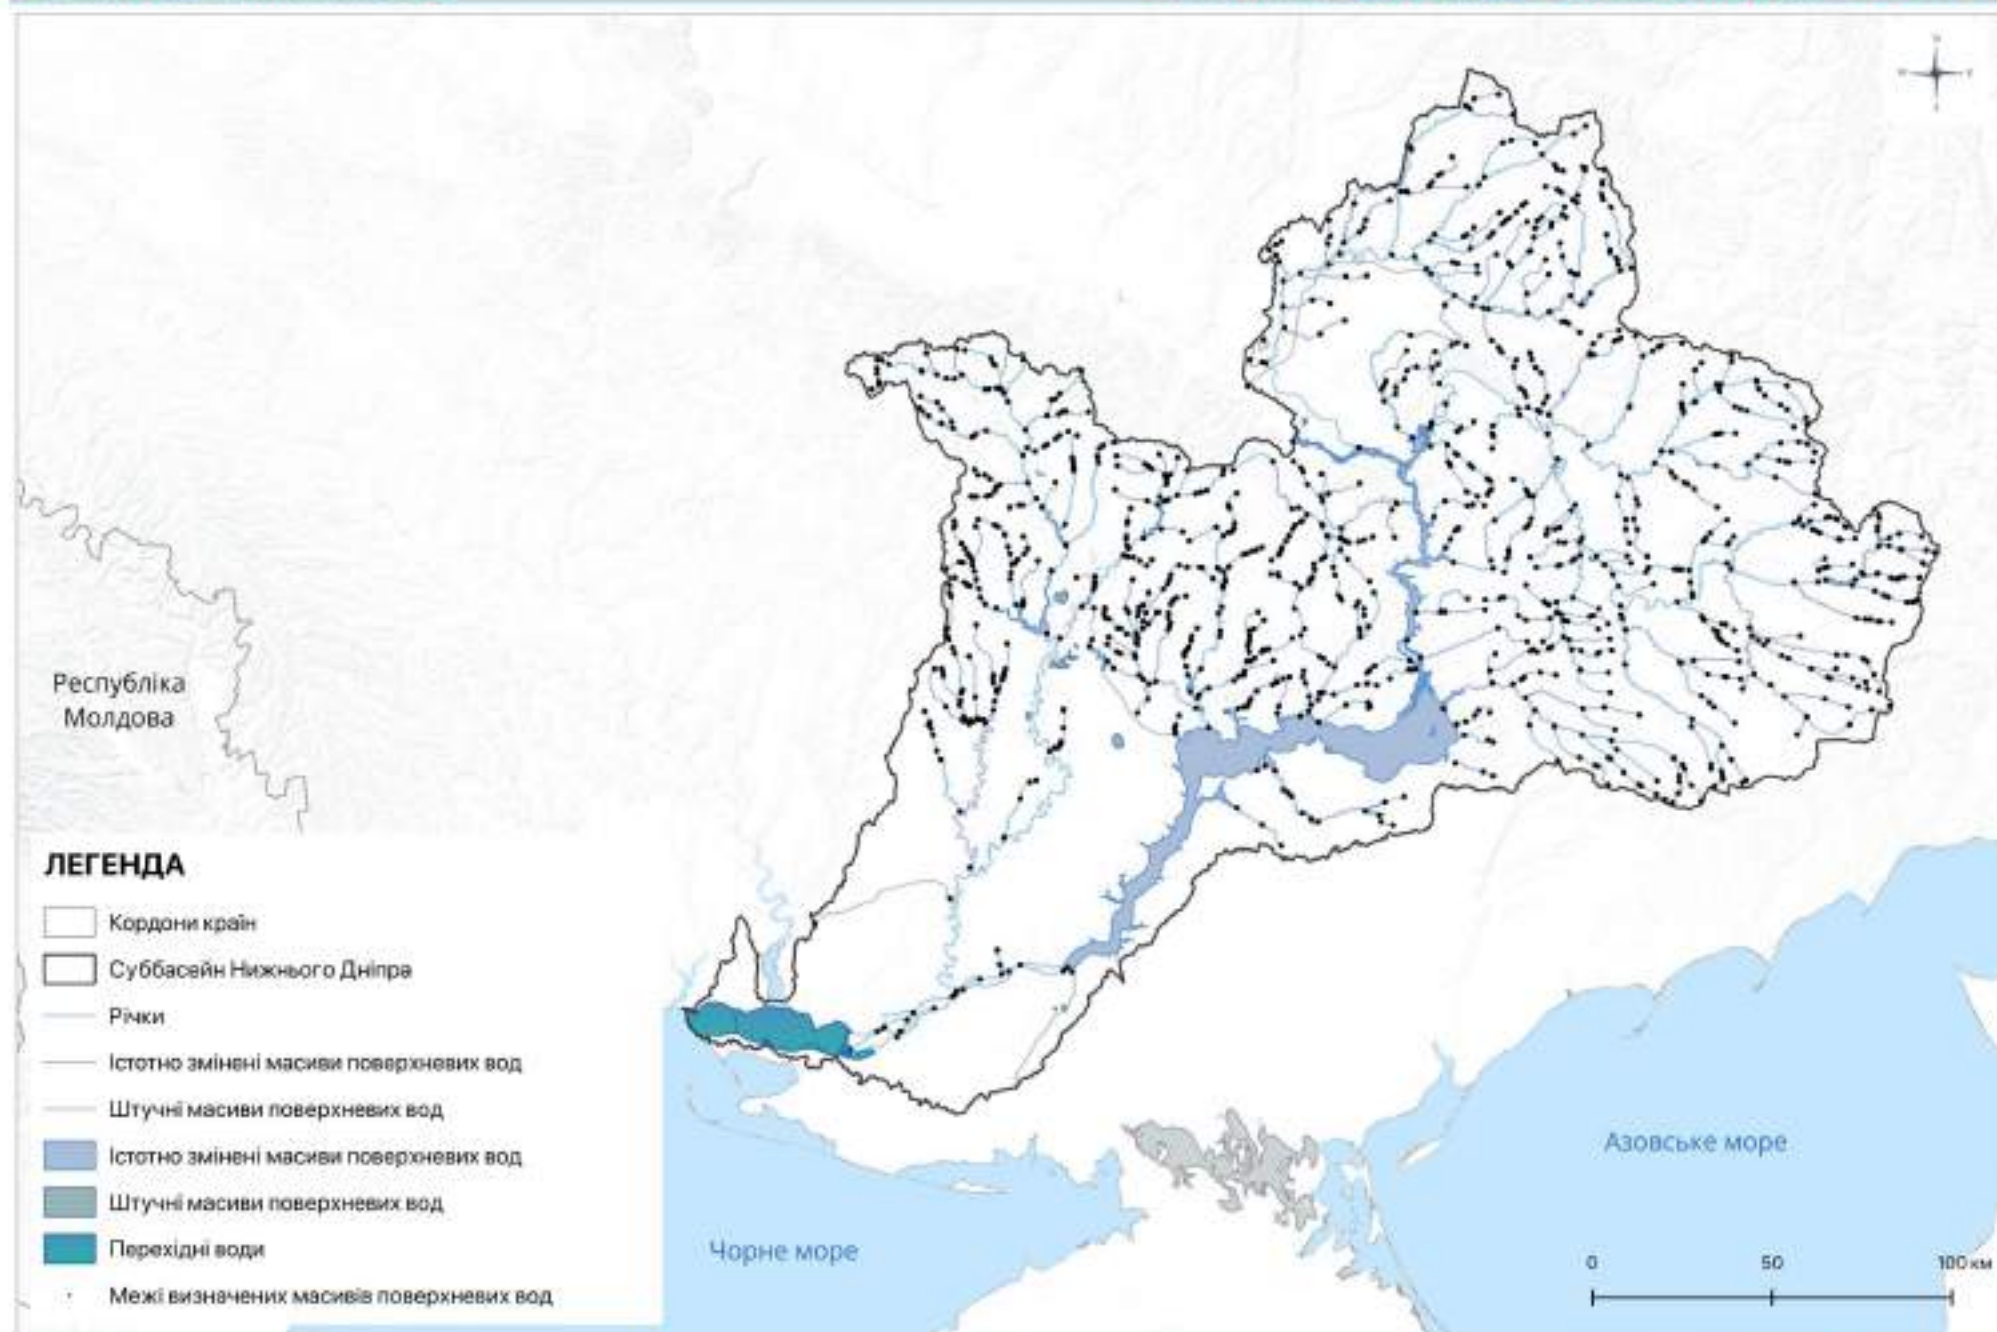 Республіка
Молдова
ЛЕГЕНДА
Кордони країн
Суббасейн Нижнього Дніпра
Річки
Істотно змінені масиви поверхневих вод
Штучні масиви поверхневих вод
Істотно змінені масиви поверхневих вод
Штучні масиви поверхневих вод
Перехідні води
Межі визначених масивів поверхневих вод
Чорне море
Азовське море
0 50 100 км